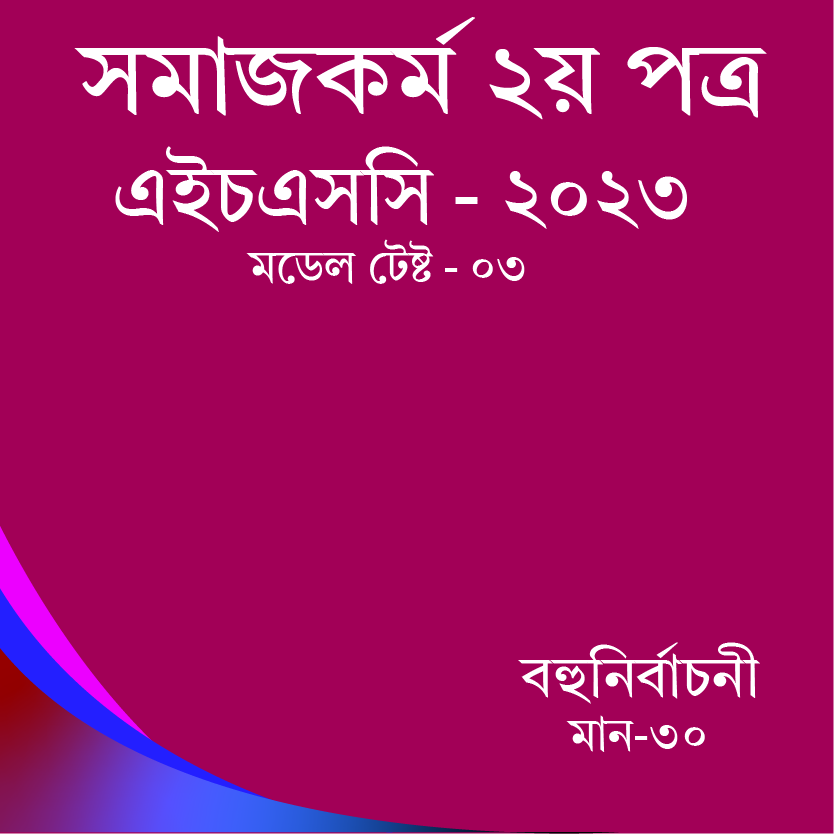 সমাজকর্ম ২য় পত্র
এইচএসসি - ২০২৩
মডেল টেষ্ট - ০৩
বহুনির্বাচনী
মান-৩০